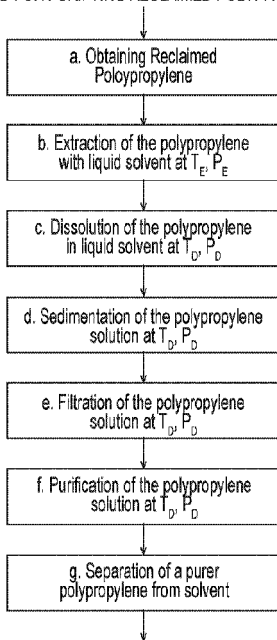 a. Obtaining Reclaimed
Poloypropylene
b. Extraction of the polypropylene
with liquid solvent at T_E, P_E
c. Dissolution of the polypropylene
in liquid solvent at T_D, P_D
d. Sedimentation of the polypropylene
solution at T_D, P_D
e. Filtration of the polypropylene
solution at T_D, P_D
f. Purification of the polypropylene
solution at T_D, P_D
g. Separation of a purer
polypropylene from solvent